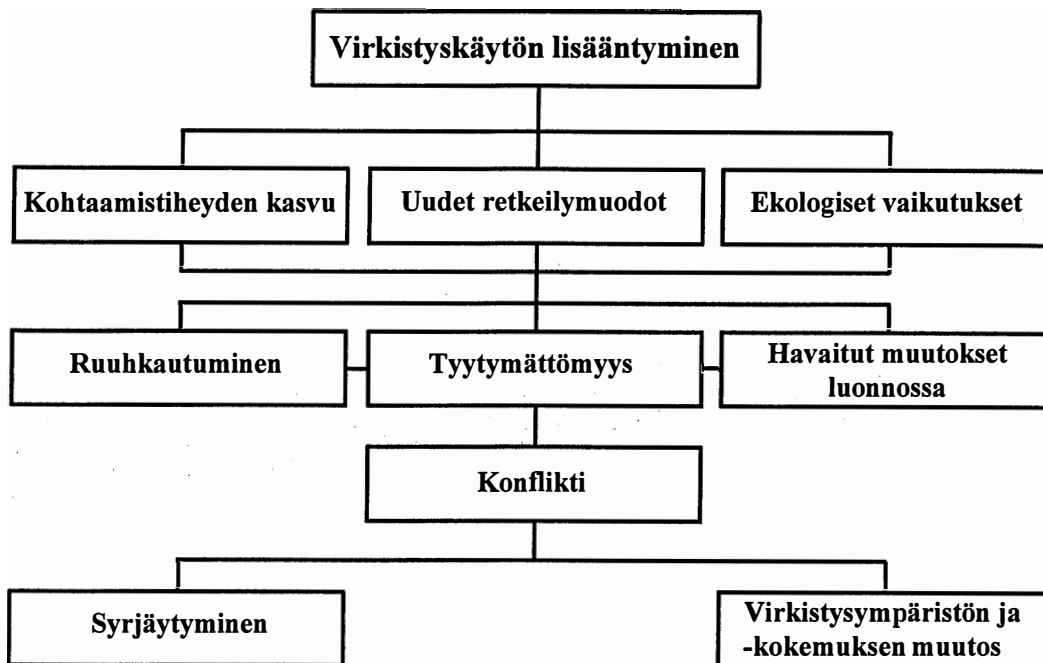 Virkistyskäytön lisääntyminen
Kohtaamistiheyden kasvu
Uudet retkeilymuodot
Ekologiset vaikutukset
Ruuhkautuminen
Tyytymättömyys
Havaitut muutokset
luonnossa
Konflikti
Syrjäytyminen
Virkistysympäristön ja
-kokemuksen muutos